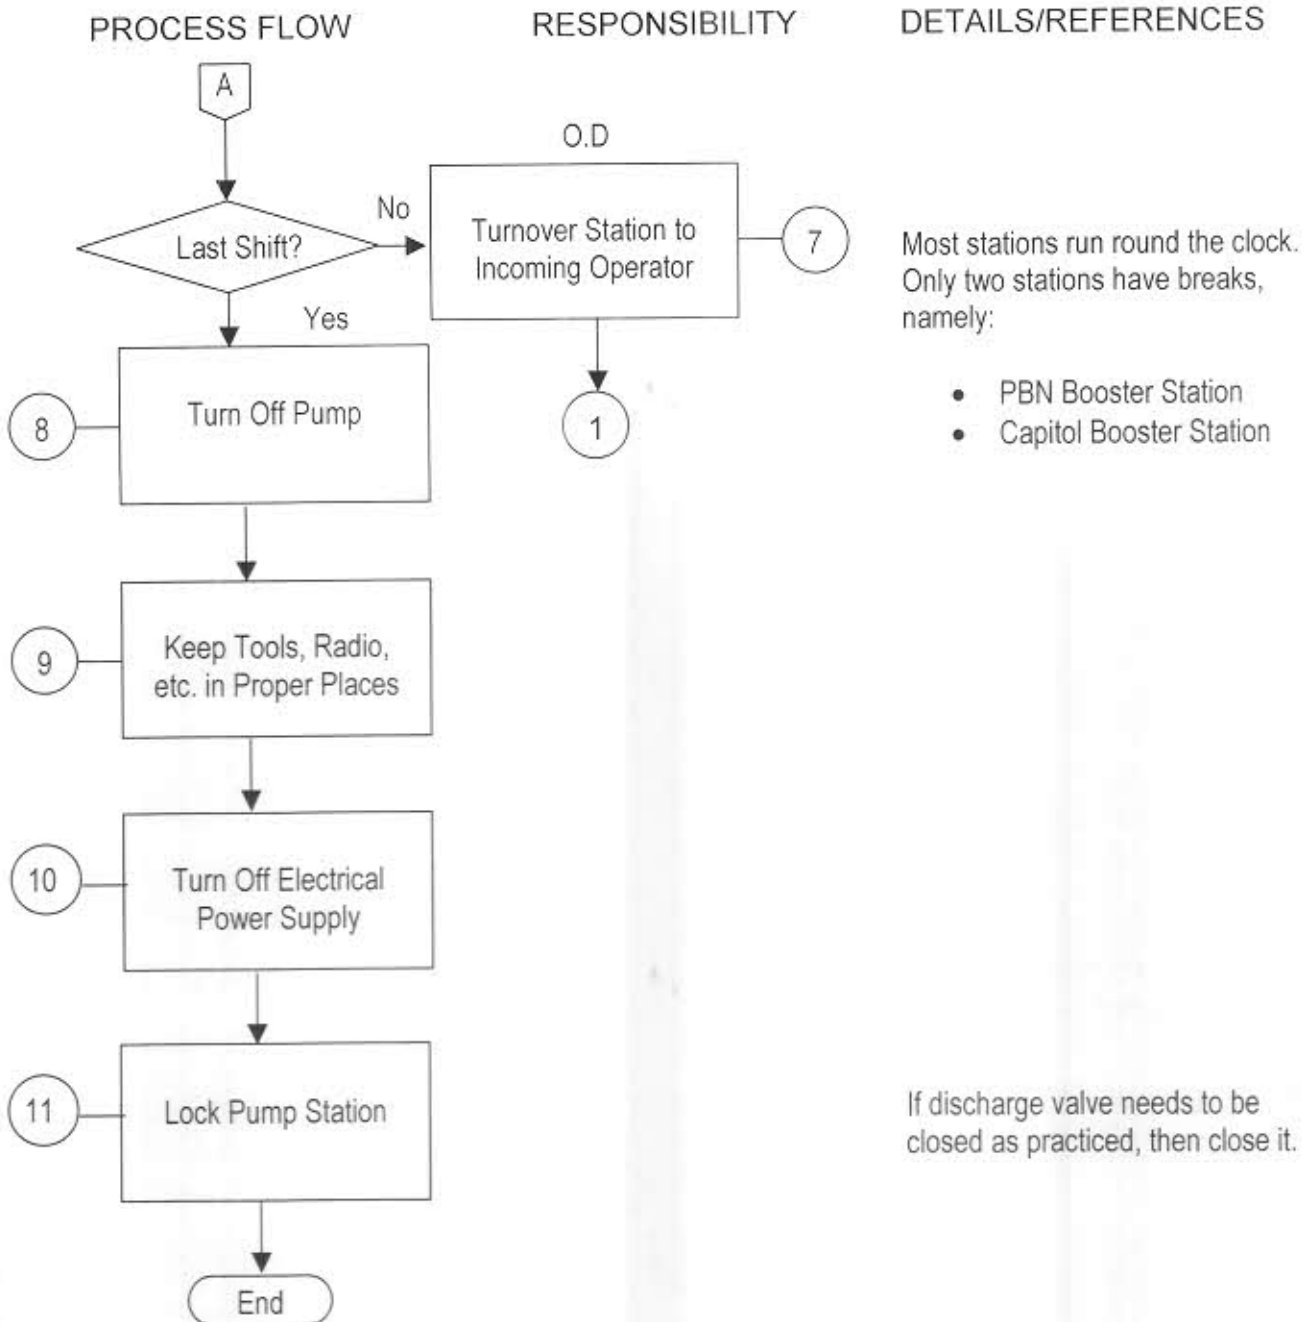 PROCESS FLOW
RESPONSIBILITY
DETAILS/REFERENCES
A
O.D
Last Shift?
No
Turnover Station to
Incoming Operator
7
Most stations run round the clock.
Only two stations have breaks,
namely:
Yes
8
Turn Off Pump
1
• PBN Booster Station
• Capitol Booster Station
9
Keep Tools, Radio,
etc. in Proper Places
10
Turn Off Electrical
Power Supply
11
Lock Pump Station
If discharge valve needs to be
closed as practiced, then close it.
End